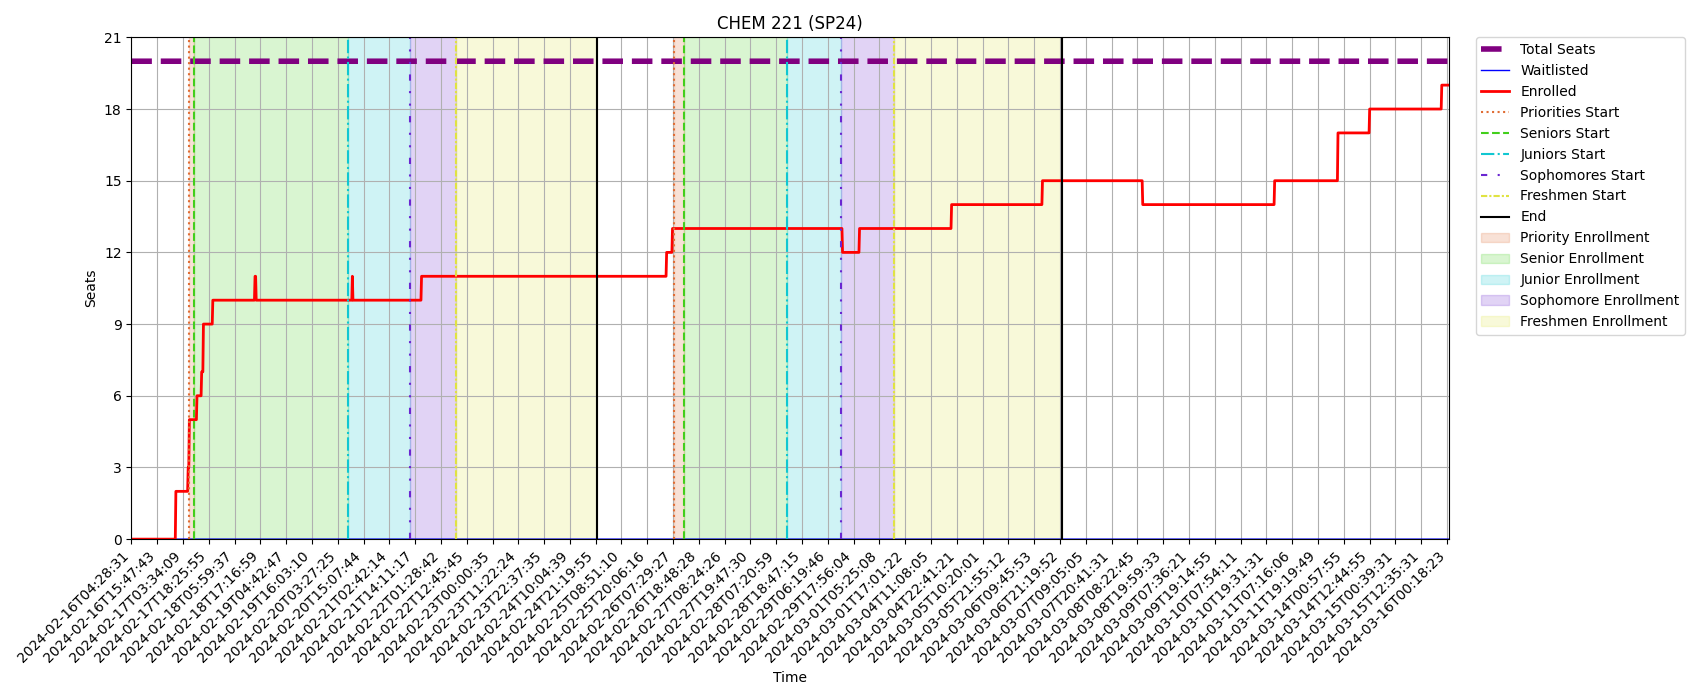 CHEM 221 (SP24)
21
18
15
12
9
6
3
0
Seats
2024-02-16T04:28:31
2024-02-16T15:47:43
2024-02-17T03:34:09
2024-02-17T18:25:55
2024-02-18T05:59:37
2024-02-18T17:16:59
2024-02-19T04:42:47
2024-02-19T16:03:10
2024-02-20T03:27:25
2024-02-20T15:07:44
2024-02-21T02:42:14
2024-02-21T14:11:17
2024-02-22T01:28:42
2024-02-22T12:45:45
2024-02-23T00:00:35
2024-02-23T11:22:24
2024-02-23T22:37:35
2024-02-24T10:04:39
2024-02-24T21:19:55
2024-02-25T08:51:10
2024-02-25T20:06:16
2024-02-26T07:29:27
2024-02-26T18:48:28
2024-02-27T08:24:26
2024-02-27T19:47:30
2024-02-28T07:20:59
2024-02-28T18:47:15
2024-02-29T06:19:46
2024-02-29T17:56:04
2024-03-01T05:25:08
2024-03-01T17:01:22
2024-03-04T11:08:05
2024-03-04T22:41:21
2024-03-05T10:20:01
2024-03-05T21:55:12
2024-03-06T09:45:53
2024-03-06T21:19:52
2024-03-07T09:05:05
2024-03-07T20:41:31
2024-03-08T08:22:45
2024-03-08T19:59:33
2024-03-09T07:36:21
2024-03-09T19:14:55
2024-03-10T07:54:11
2024-03-10T19:31:31
2024-03-11T07:16:06
2024-03-11T19:19:49
2024-03-14T00:57:55
2024-03-14T12:44:55
2024-03-15T00:39:31
2024-03-15T12:35:31
2024-03-16T00:18:23
Time
Total Seats
Waitlisted
Enrolled
Priorities Start
Seniors Start
Juniors Start
Sophomores Start
Freshmen Start
End
Priority Enrollment
Senior Enrollment
Junior Enrollment
Sophomore Enrollment
Freshmen Enrollment